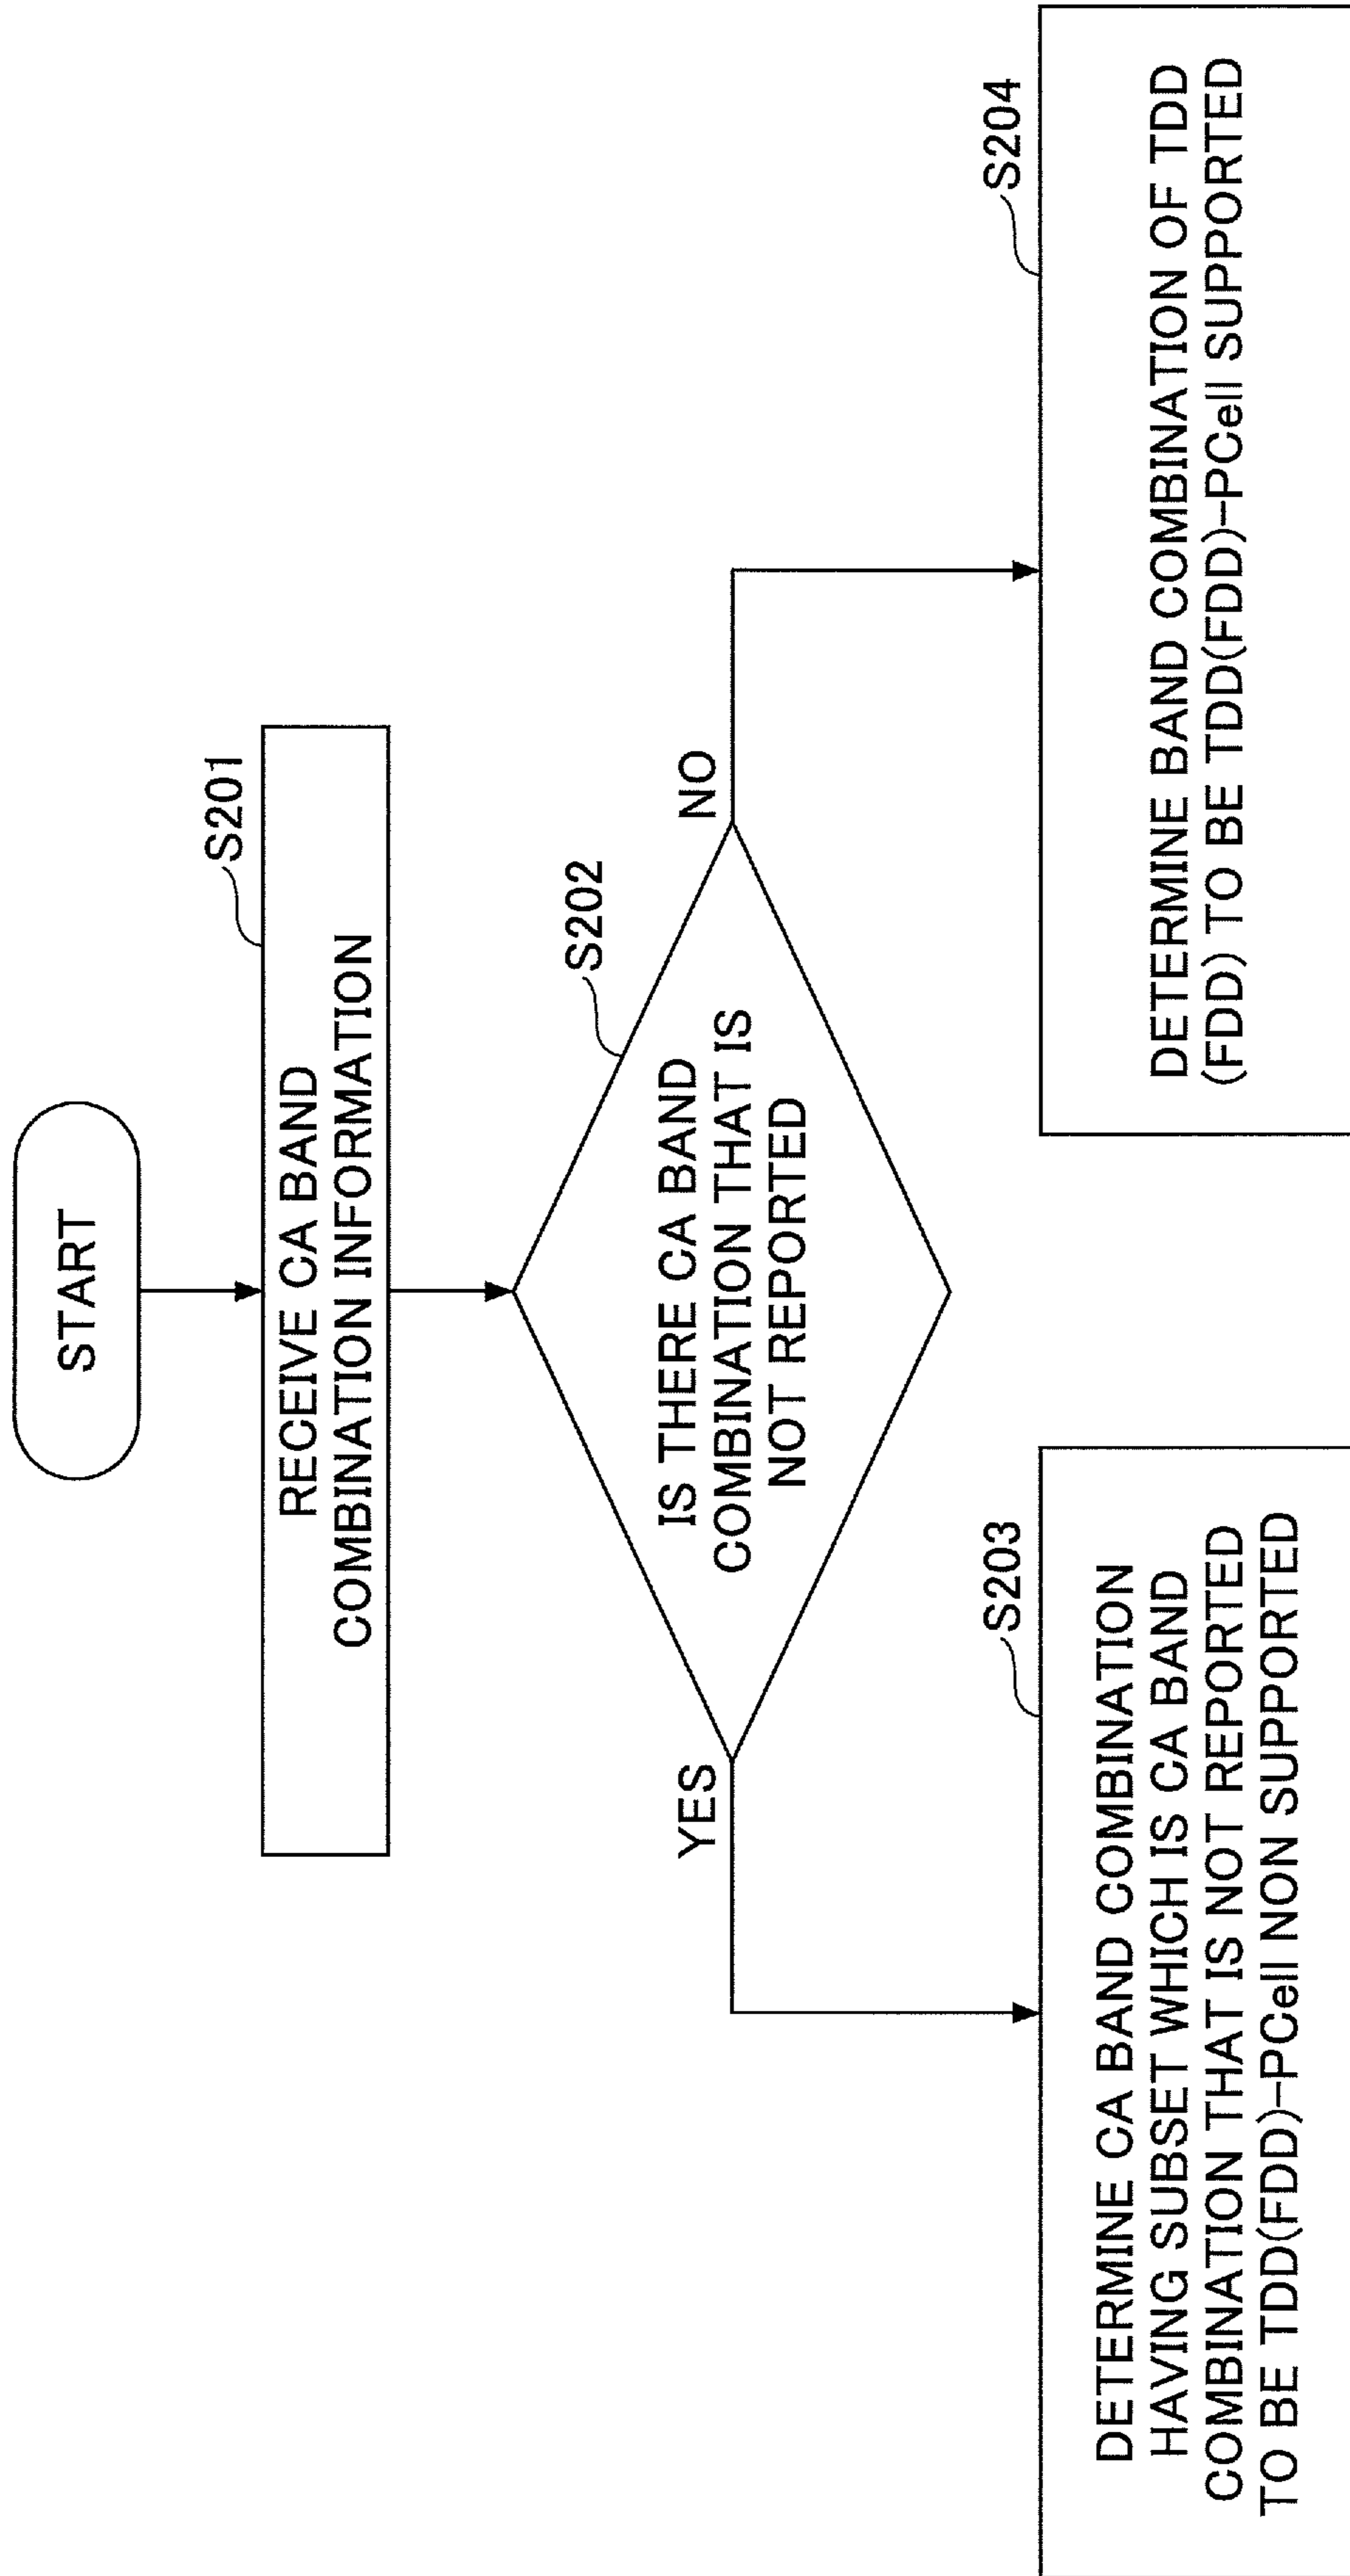 START
S201
RECEIVE CA BAND
COMBINATION INFORMATION
S202
IS THERE CA BAND
COMBINATION THAT IS
NOT REPORTED
YES
NO
S203
DETERMINE CA BAND COMBINATION
HAVING SUBSET WHICH IS CA BAND
COMBINATION THAT IS NOT REPORTED
TO BE TDD(FDD)-PCell NON SUPPORTED
S204
DETERMINE BAND COMBINATION OF TDD
(FDD) TO BE TDD(FDD)-PCell SUPPORTED